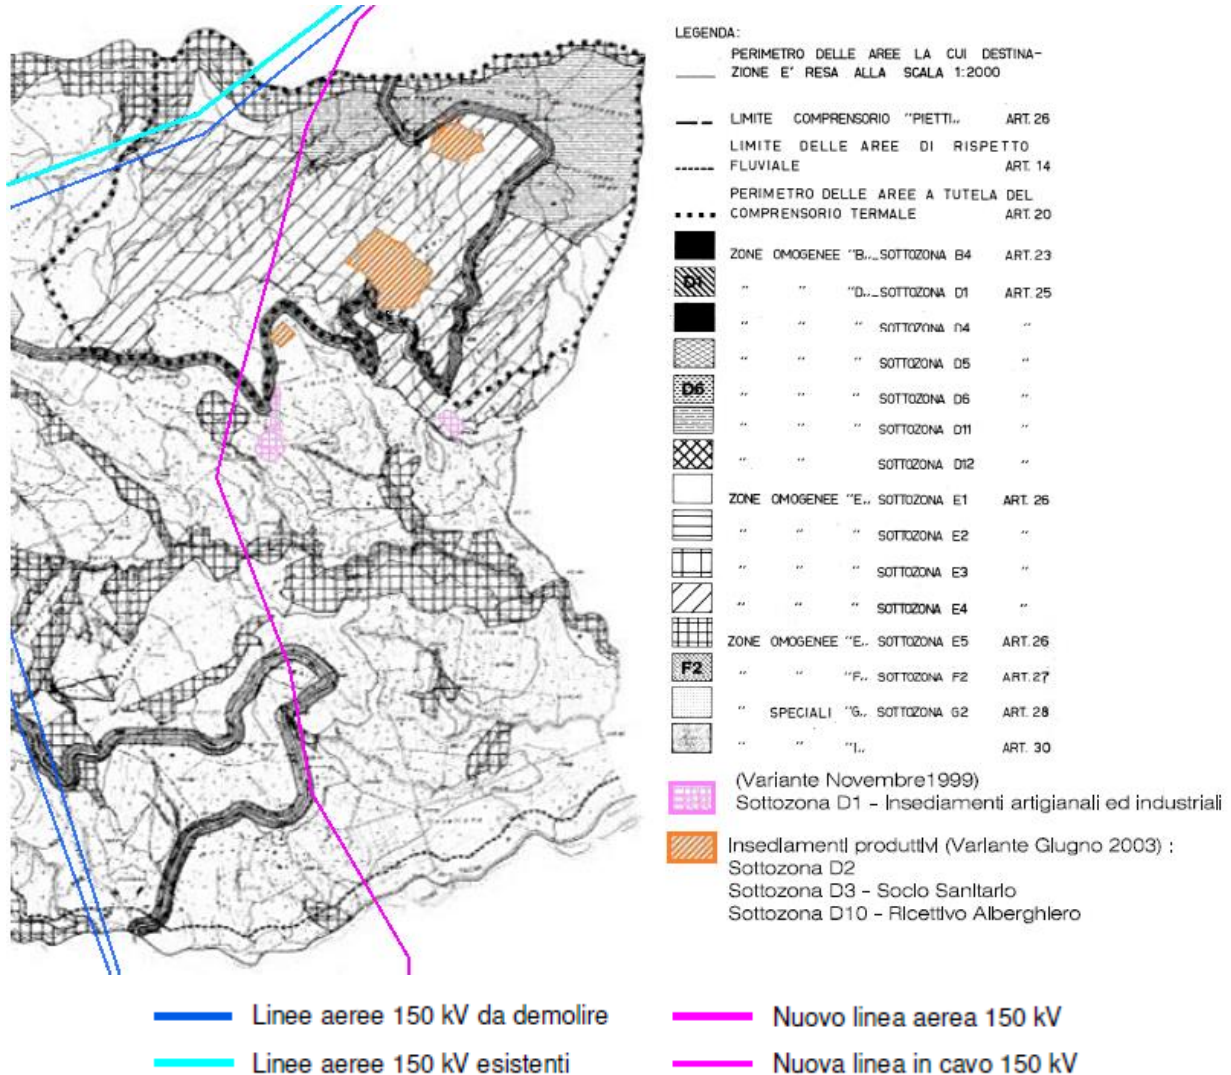 LEGENDA:
PERIMETRO DELLE AREE LA CUI DESTINA-
ZIONE E' RESA ALLA SCALA 1:2000
LIMITE COMPRENSORIO "PIETTI„ ART. 26
LIMITE DELLE AREE DI RISPETTO
FLUVIALE ART. 14
PERIMETRO DELLE AREE A TUTELA DEL
COMPRENSORIO TERMALE ART. 20
ZONE OMOGENEE "B„_SOTTOZONA B4 ART. 23
D1 " " "D„_SOTTOZONA D1 ART. 25
" " " SOTTOZONA D4 "
" " " SOTTOZONA D5 "
D6 " " " SOTTOZONA D6 "
" " " SOTTOZONA D11 "
" " SOTTOZONA D12 "
ZONE OMOGENEE "E„ SOTTOZONA E1 ART. 26
" " " SOTTOZONA E2 "
" " " SOTTOZONA E3 "
" " " SOTTOZONA E4 "
ZONE OMOGENEE "E„ SOTTOZONA E5 ART. 26
F2 " " "F„ SOTTOZONA F2 ART. 27
" SPECIALI "G„ SOTTOZONA G2 ART. 28
" " "I„ ART. 30
(Variante Novembre1999)
Sottozona D1 - Insediamenti artigianali ed industriali
Insediamenti produttivi (Variante Giugno 2003) :
Sottozona D2
Sottozona D3 - Socio Sanitario
Sottozona D10 - Ricettivo Alberghiero
Linee aeree 150 kV da demolire
Nuovo linea aerea 150 kV
Linee aeree 150 kV esistenti
Nuova linea in cavo 150 kV